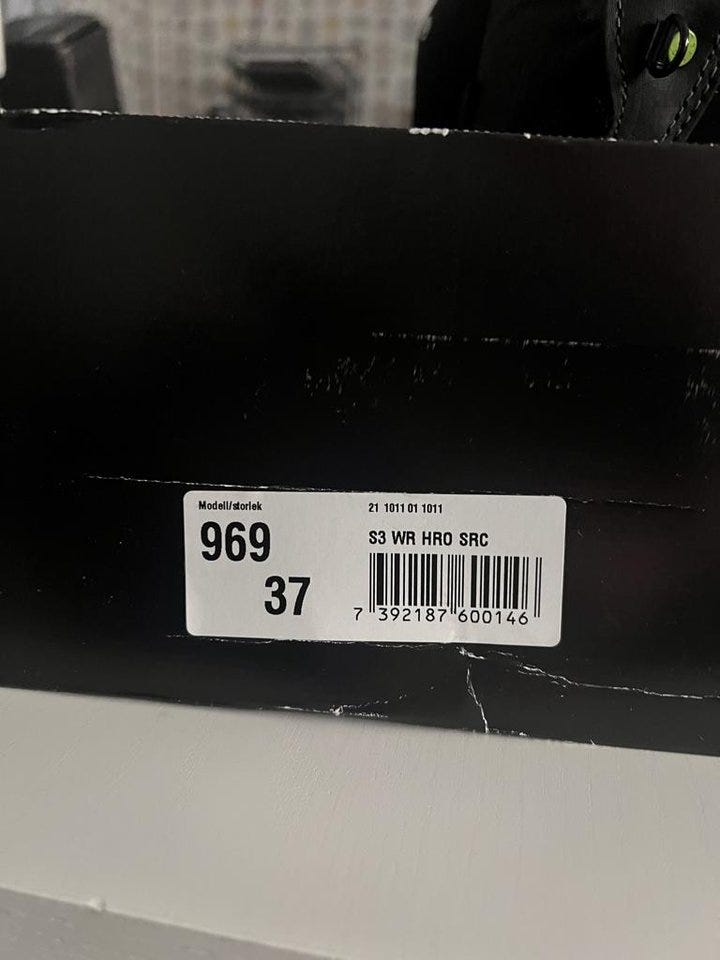 Modell/storlek
969
37
21 1011 01 1011
S3 WR HRO SRC
7 392187 600146